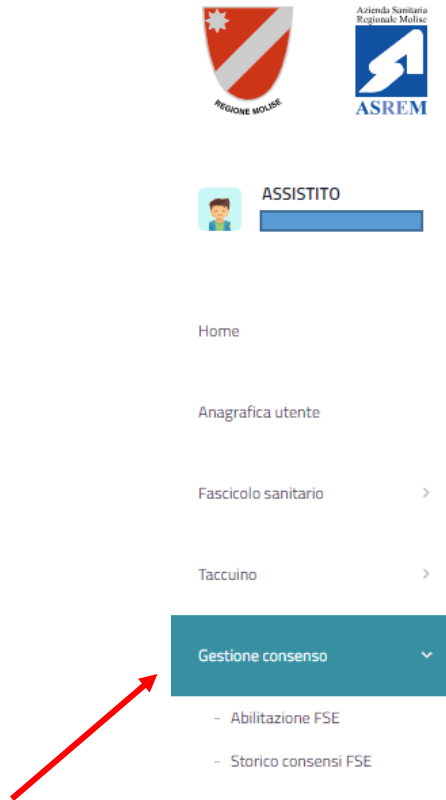 Azienda Sanitaria
Regionale Molise
REGIONE MOLISE
ASREM
ASSISTITO
Home
Anagrafica utente
Fascicolo sanitario
Taccuino
Gestione consenso
- Abilitazione FSE
- Storico consensi FSE